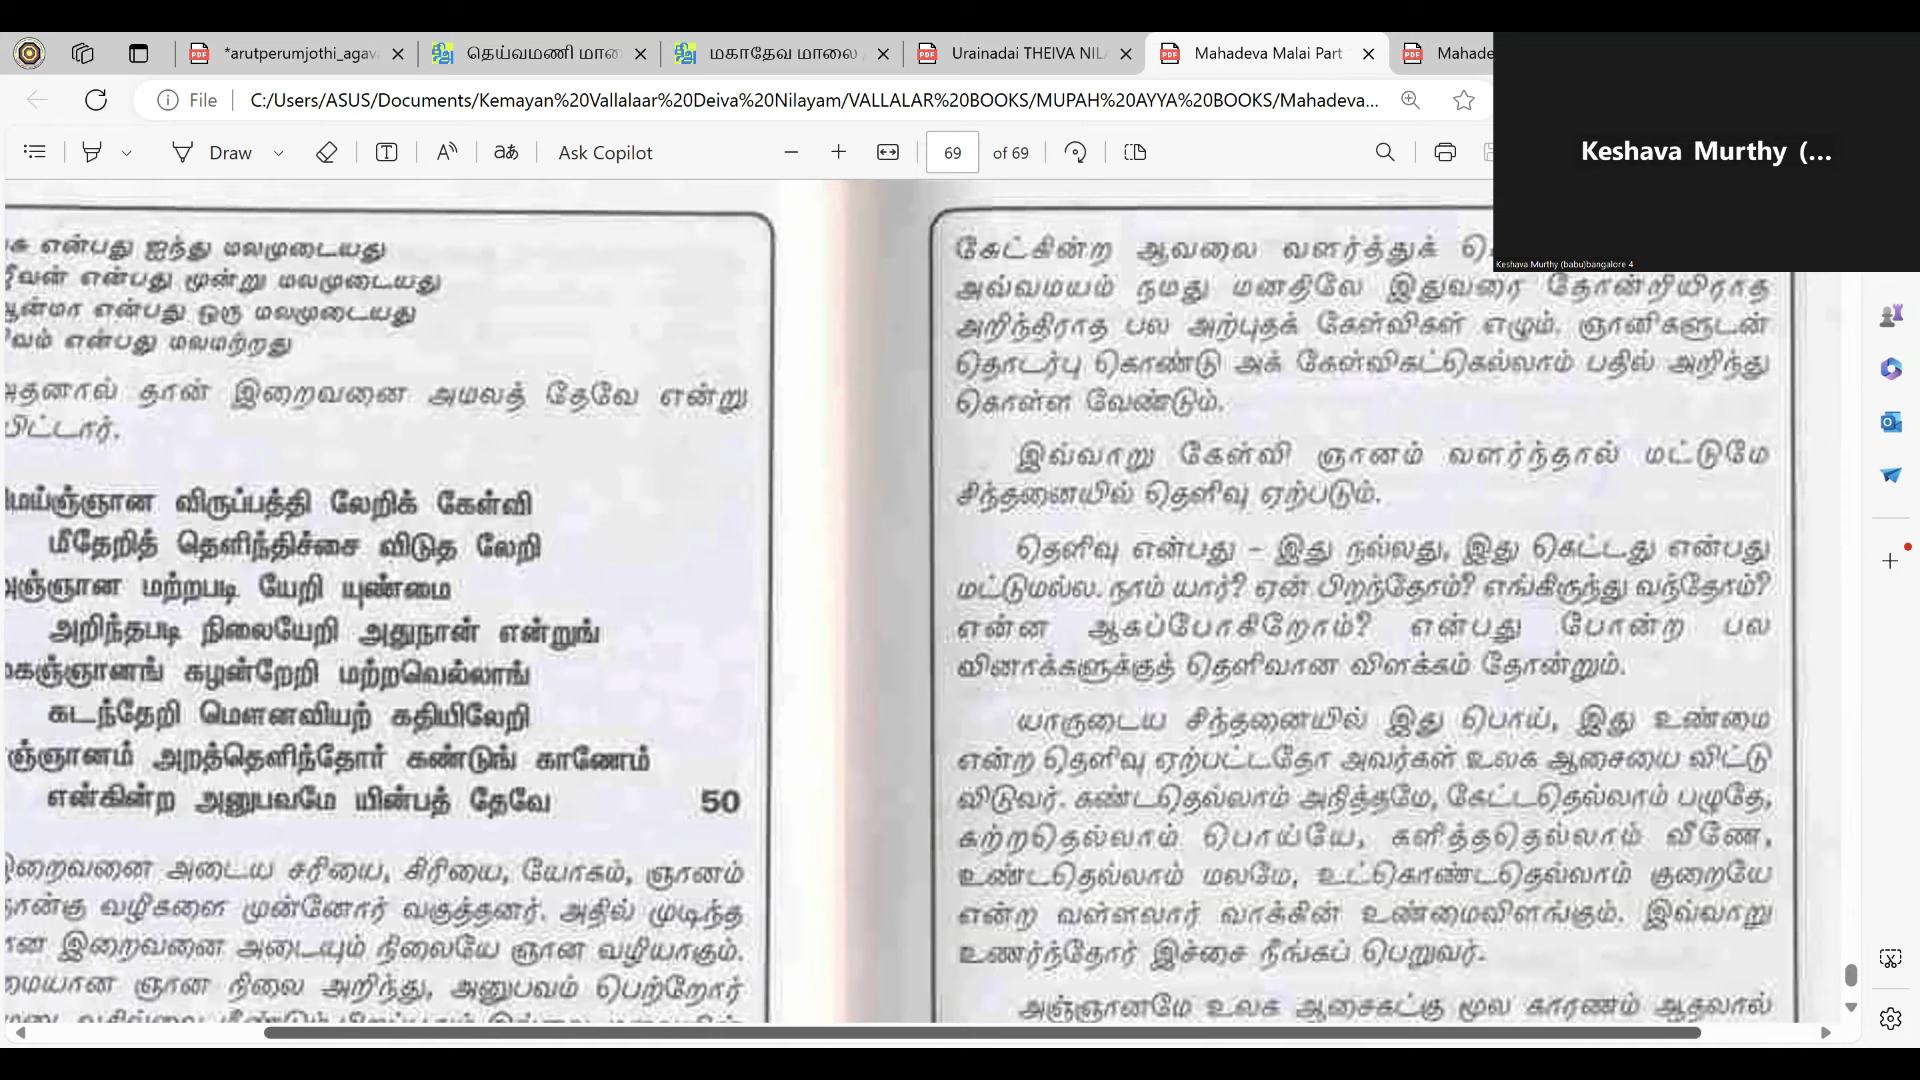 *arutperumjothi_agava
தெய்வமணி மாலை
மகாதேவ மாலை
Urainadai THEIVA NILA
Mahadeva Malai Part
Mahade
File
C:/Users/ASUS/Documents/Kemayan%20Vallalaar%20Deiva%20Nilayam/VALLALAR%20BOOKS/MUPAH%20AYYA%20BOOKS/Mahadeva...
Draw
Ask Copilot
69 of 69
Keshava Murthy (...
Keshava Murthy (babu)bangalore 4
என்பது ஐந்து மலமுடையது
என்பது மூன்று மலமுடையது
என்பது ஒரு மலமுடையது
என்பது மலமற்றது
தான் இறைவனை அமலத் தேவே என்று
விருப்பத்தி லேறிக் கேள்வி
மீதேறித் தெளிந்திச்சை விடுத லேறி
மற்றபடி யேறி யுண்மை
அறிந்தபடி நிலையேறி அதுநான் என்றுங்
கழன்றேறி மற்றவெல்லாங்
கடந்தேறி மௌனவியற் கதியிலேறி
அறத்தெளிந்தோர் கண்டுங் காணோம்
என்கின்ற அனுபவமே யின்பத் தேவே 50
அடைய சரியை, கிரியை, யோகம், ஞானம்
வழிகளை முன்னோர் வகுத்தனர். அதில் முடிந்த
இறைவனை அடையும் நிலையே ஞான வழியாகும்.
ஞான நிலை அறிந்து, அனுபவம் பெற்றோர்
கேட்கின்ற ஆவலை வளர்த்துக்
அவ்வமயம் நமது மனதிலே இதுவரை தோன்றியிராத
அறிந்திராத பல அற்புதக் கேள்விகள் எழும். ஞானிகளுடன்
தொடர்பு கொண்டு அக் கேள்விகட்கெல்லாம் பதில் அறிந்து
கொள்ள வேண்டும்.
இவ்வாறு கேள்வி ஞானம் வளர்ந்தால் மட்டுமே
சிந்தனையில் தெளிவு ஏற்படும்.
தெளிவு என்பது – இது நல்லது, இது கெட்டது என்பது
மட்டுமல்ல. நாம் யார்? ஏன் பிறந்தோம்? எங்கிருந்து வந்தோம்?
என்ன ஆகப்போகிறோம்? என்பது போன்ற பல
வினாக்களுக்குத் தெளிவான விளக்கம் தோன்றும்.
யாருடைய சிந்தனையில் இது பொய், இது உண்மை
என்ற தெளிவு ஏற்பட்டதோ அவர்கள் உலக ஆசையை விட்டு
விடுவர். கண்டதெல்லாம் அநித்தமே, கேட்டதெல்லாம் பழுதே,
கற்றதெல்லாம் பொய்யே, களித்ததெல்லாம் வீணே,
உண்டதெல்லாம் மலமே, உட்கொண்டதெல்லாம் குறையே
என்ற வள்ளலார் வாக்கின் உண்மைவிளங்கும். இவ்வாறு
உணர்ந்தோர் இச்சை நீங்கப் பெறுவர்.
அஞ்ஞானமே உலக ஆசைகட்கு மூல காரணம் ஆதலால்